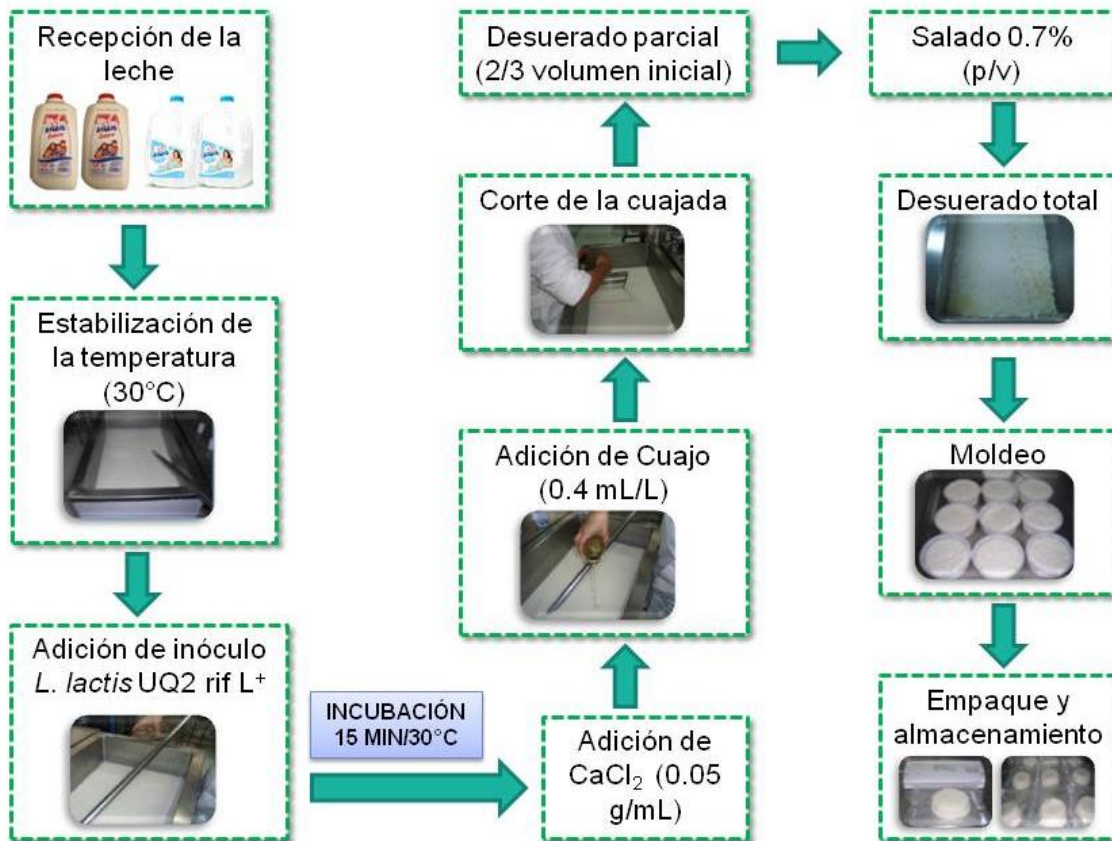 Recepción de la
leche
Estabilización de
la temperatura
(30°C)
Adición de inóculo
L. lactis UQ2 rif L⁺
INCUBACIÓN
15 MIN/30°C
Adición de
CaCl₂ (0.05
g/mL)
Adición de Cuajo
(0.4 mL/L)
Corte de la cuajada
Desuerado parcial
(2/3 volumen inicial)
Salado 0.7%
(p/v)
Desuerado total
Moldeo
Empaque y
almacenamiento